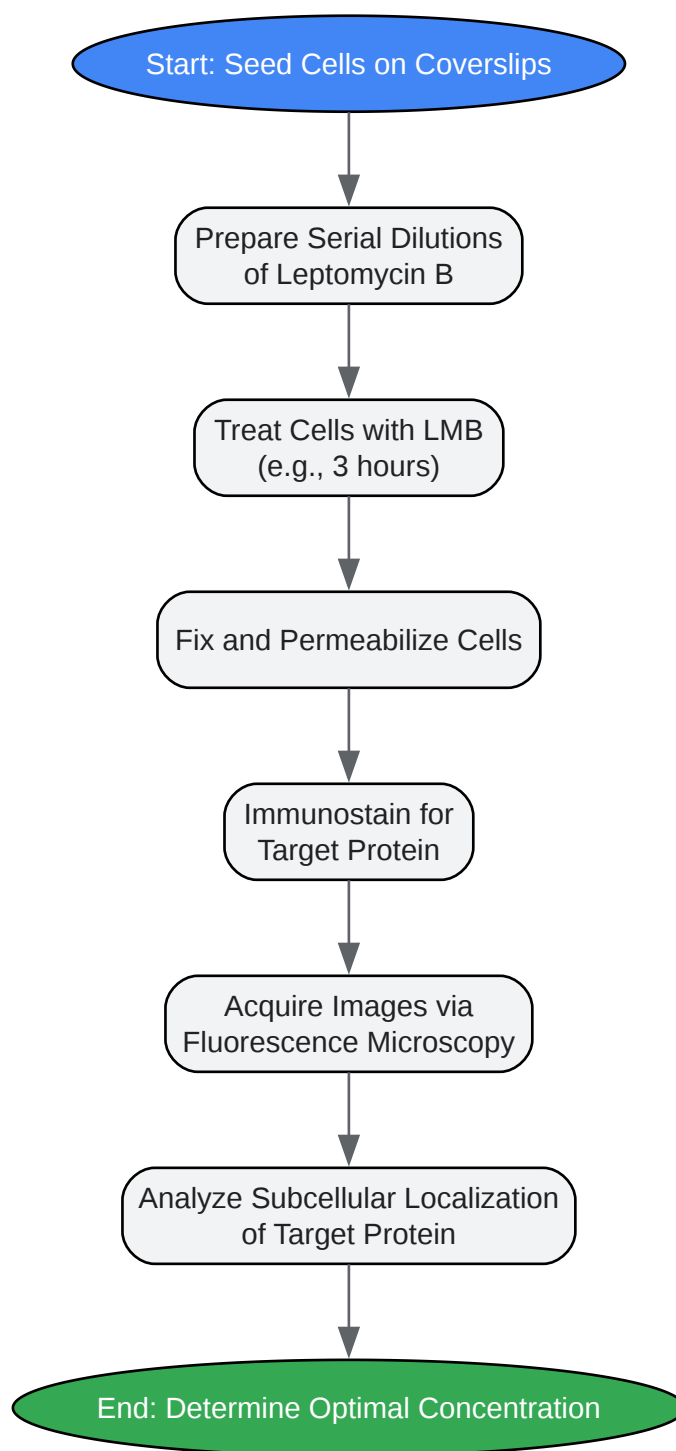 Start: Seed Cells on Coverslips
Prepare Serial Dilutions
of Leptomycin B
Treat Cells with LMB
(e.g., 3 hours)
Fix and Permeabilize Cells
Immunostain for
Target Protein
Acquire Images via
Fluorescence Microscopy
Analyze Subcellular Localization
of Target Protein
End: Determine Optimal Concentration